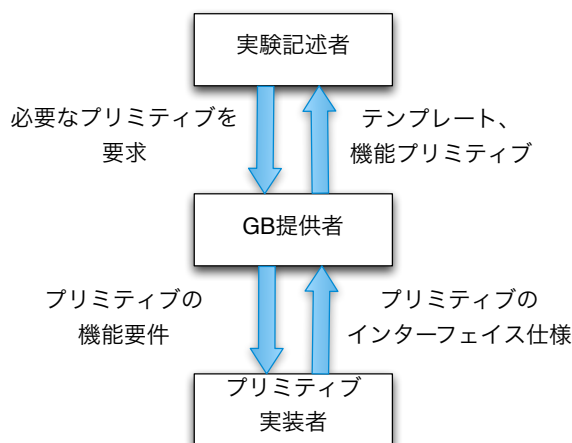 実験記述者
必要なプリミティブを
要求
テンプレート、
機能プリミティブ
GB提供者
プリミティブの
機能要件
プリミティブの
インターフェイス仕様
プリミティブ
実装者